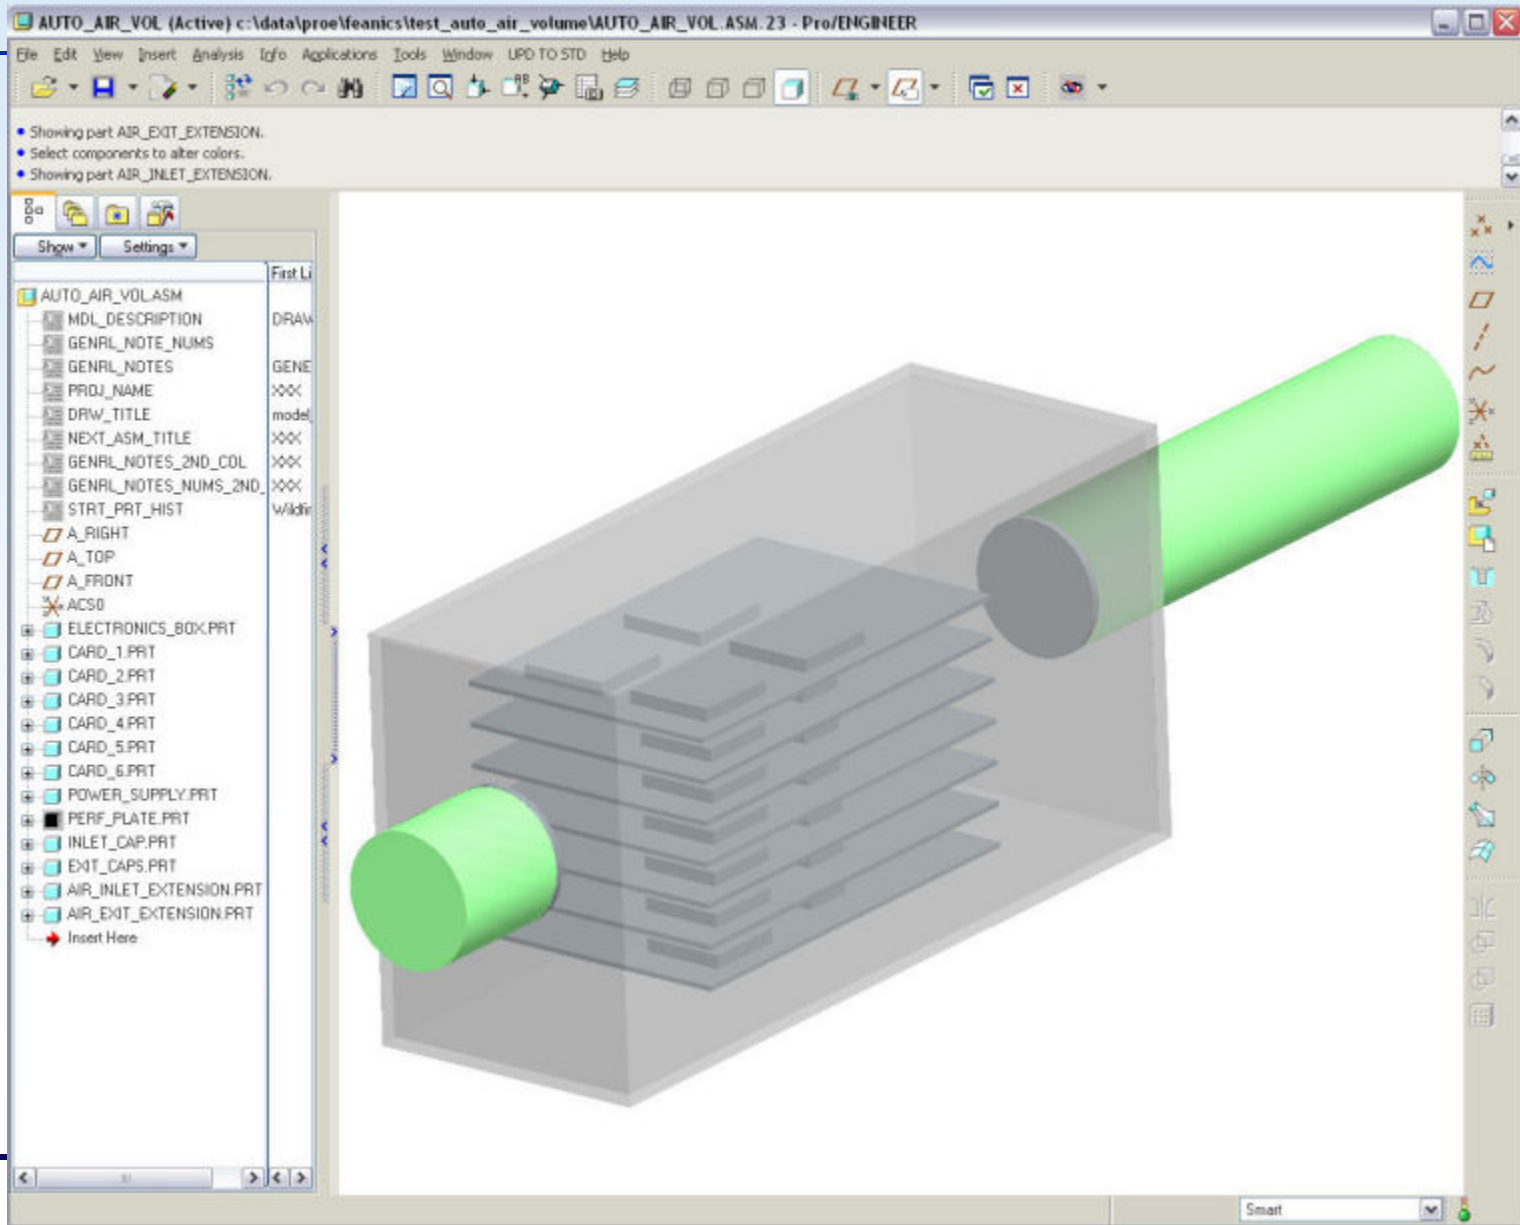 AUTO_AIR_VOL (Active) c:\data\proe\feanics\test_auto_air_volume\AUTO_AIR_VOL.ASM.23 - Pro/ENGINEER
File Edit View Insert Analysis Info Applications Tools Window UPD TO STD Help
Showing part AIR_EXIT_EXTENSION.
Select components to alter colors.
Showing part AIR_INLET_EXTENSION.
Show Settings
First Li
AUTO_AIR_VOL.ASM
MDL_DESCRIPTION DRAW
GENRL_NOTE_NUMS
GENRL_NOTES GENE
PROJ_NAME XXX
DRW_TITLE model_
NEXT_ASM_TITLE XXX
GENRL_NOTES_2ND_COL XXX
GENRL_NOTES_NUMS_2ND_ XXX
STRT_PRT_HIST Wildfir
A_RIGHT
A_TOP
A_FRONT
ACS0
ELECTRONICS_BOX.PRT
CARD_1.PRT
CARD_2.PRT
CARD_3.PRT
CARD_4.PRT
CARD_5.PRT
CARD_6.PRT
POWER_SUPPLY.PRT
PERF_PLATE.PRT
INLET_CAP.PRT
EXIT_CAPS.PRT
AIR_INLET_EXTENSION.PRT
AIR_EXIT_EXTENSION.PRT
Insert Here
Smart